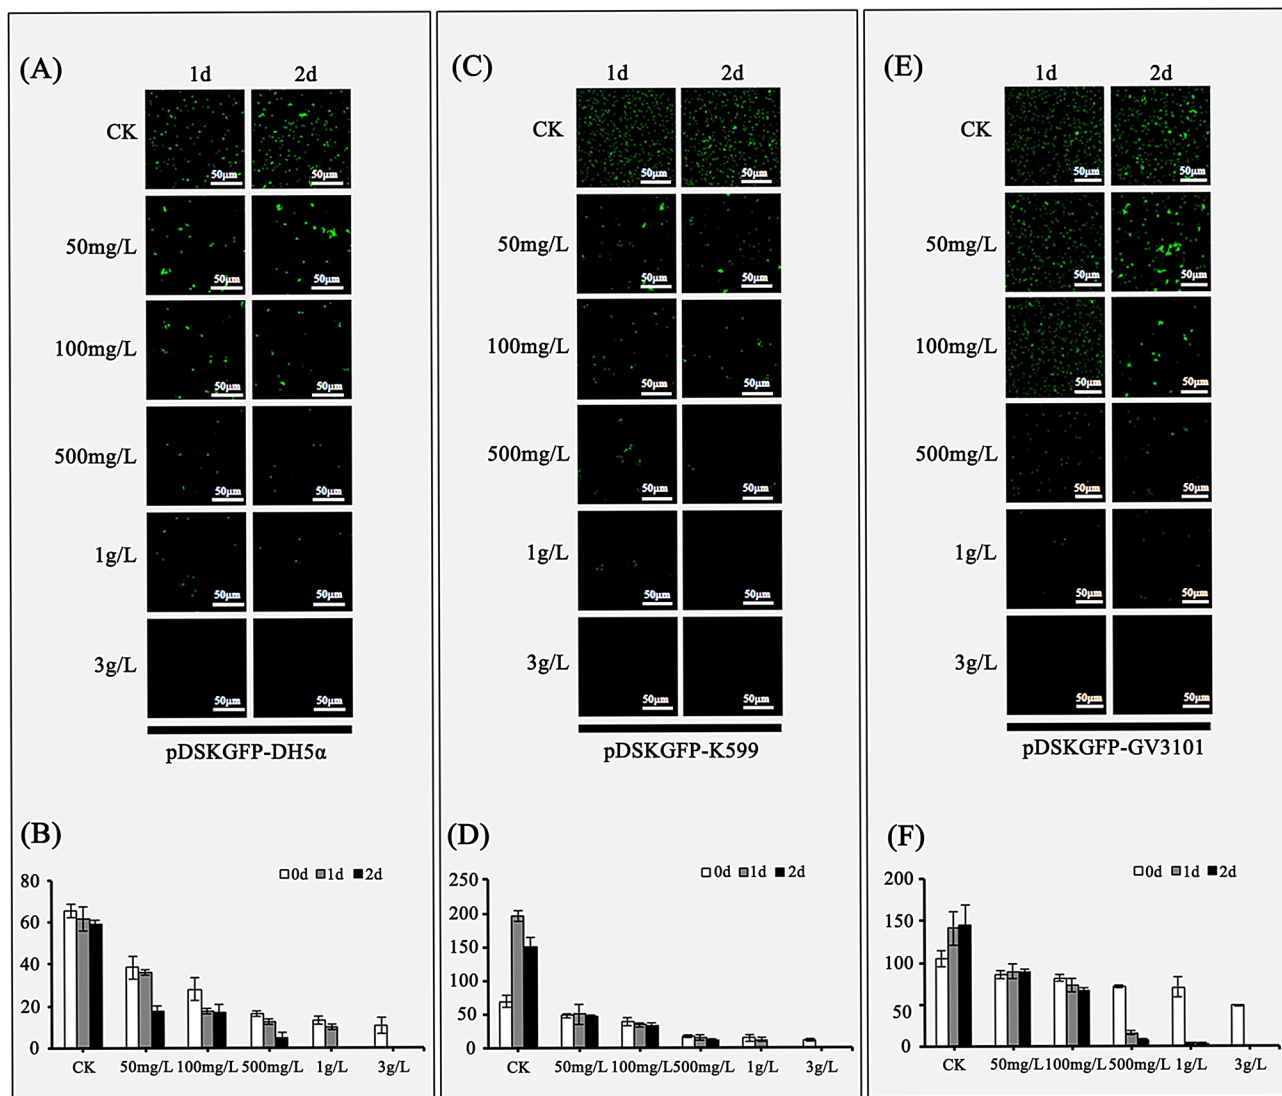 (A)
1d 2d
CK
50μm 50μm
50mg/L
50μm 50μm
100mg/L
50μm 50μm
500mg/L
50μm 50μm
1g/L
50μm 50μm
3g/L
50μm 50μm
pDSKGFP-DH5α
(B)
0d 1d 2d
80
60
40
20
0
CK 50mg/L 100mg/L 500mg/L 1g/L 3g/L
(C)
1d 2d
CK
50μm 50μm
50mg/L
50μm 50μm
100mg/L
50μm 50μm
500mg/L
50μm 50μm
1g/L
50μm 50μm
3g/L
50μm 50μm
pDSKGFP-K599
(D)
0d 1d 2d
250
200
150
100
50
0
CK 50mg/L 100mg/L 500mg/L 1g/L 3g/L
(E)
1d 2d
CK
50μm 50μm
50mg/L
50μm 50μm
100mg/L
50μm 50μm
500mg/L
50μm 50μm
1g/L
50μm 50μm
3g/L
50μm 50μm
pDSKGFP-GV3101
(F)
0d 1d 2d
200
150
100
50
0
CK 50mg/L 100mg/L 500mg/L 1g/L 3g/L